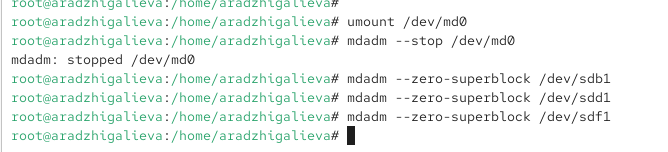 root@aradzhigalieva:/home/aradzhigalieva#
root@aradzhigalieva:/home/aradzhigalieva# umount /dev/md0
root@aradzhigalieva:/home/aradzhigalieva# mdadm --stop /dev/md0
mdadm: stopped /dev/md0
root@aradzhigalieva:/home/aradzhigalieva# mdadm --zero-superblock /dev/sdb1
root@aradzhigalieva:/home/aradzhigalieva# mdadm --zero-superblock /dev/sdd1
root@aradzhigalieva:/home/aradzhigalieva# mdadm --zero-superblock /dev/sdf1
root@aradzhigalieva:/home/aradzhigalieva#